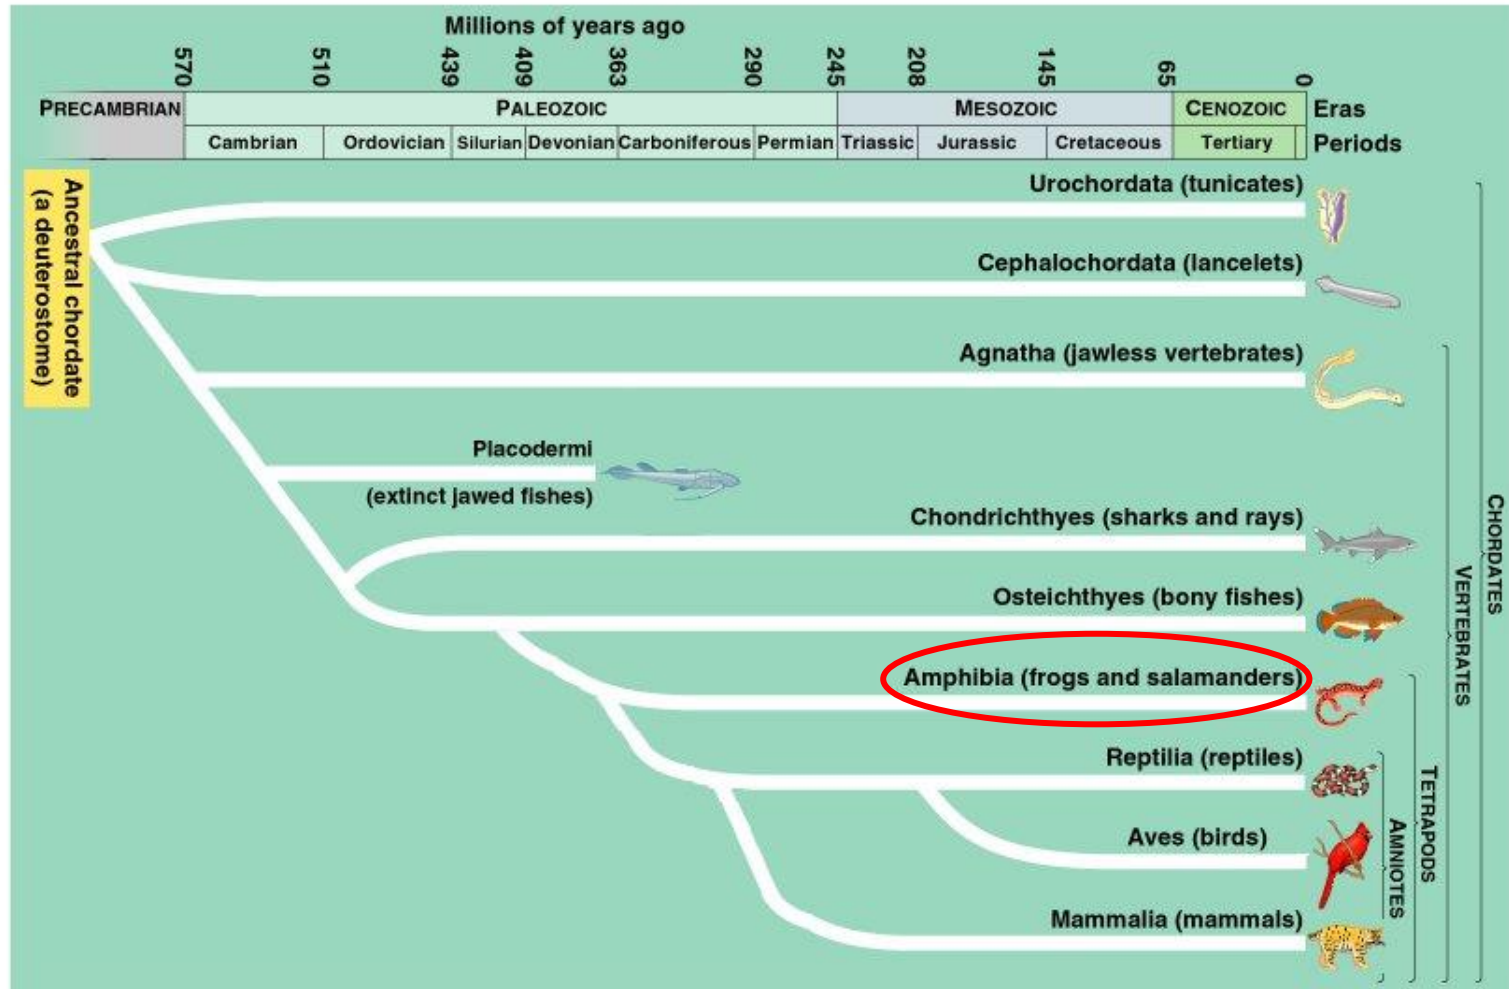 Millions of years ago
570 510 439 409 363 290 245 208 145 65 0
PRECAMBRIAN PALEOZOIC MESOZOIC CENOZOIC Eras
Cambrian Ordovician Silurian Devonian Carboniferous Permian Triassic Jurassic Cretaceous Tertiary Periods
Ancestral chordate
(a deuterostome)
Urochordata (tunicates)
Cephalochordata (lancelets)
Agnatha (jawless vertebrates)
Placodermi
(extinct jawed fishes)
Chondrichthyes (sharks and rays)
Osteichthyes (bony fishes)
Amphibia (frogs and salamanders)
Reptilia (reptiles)
Aves (birds)
Mammalia (mammals)
AMNIOTES
TETRAPODS
VERTEBRATES
CHORDATES